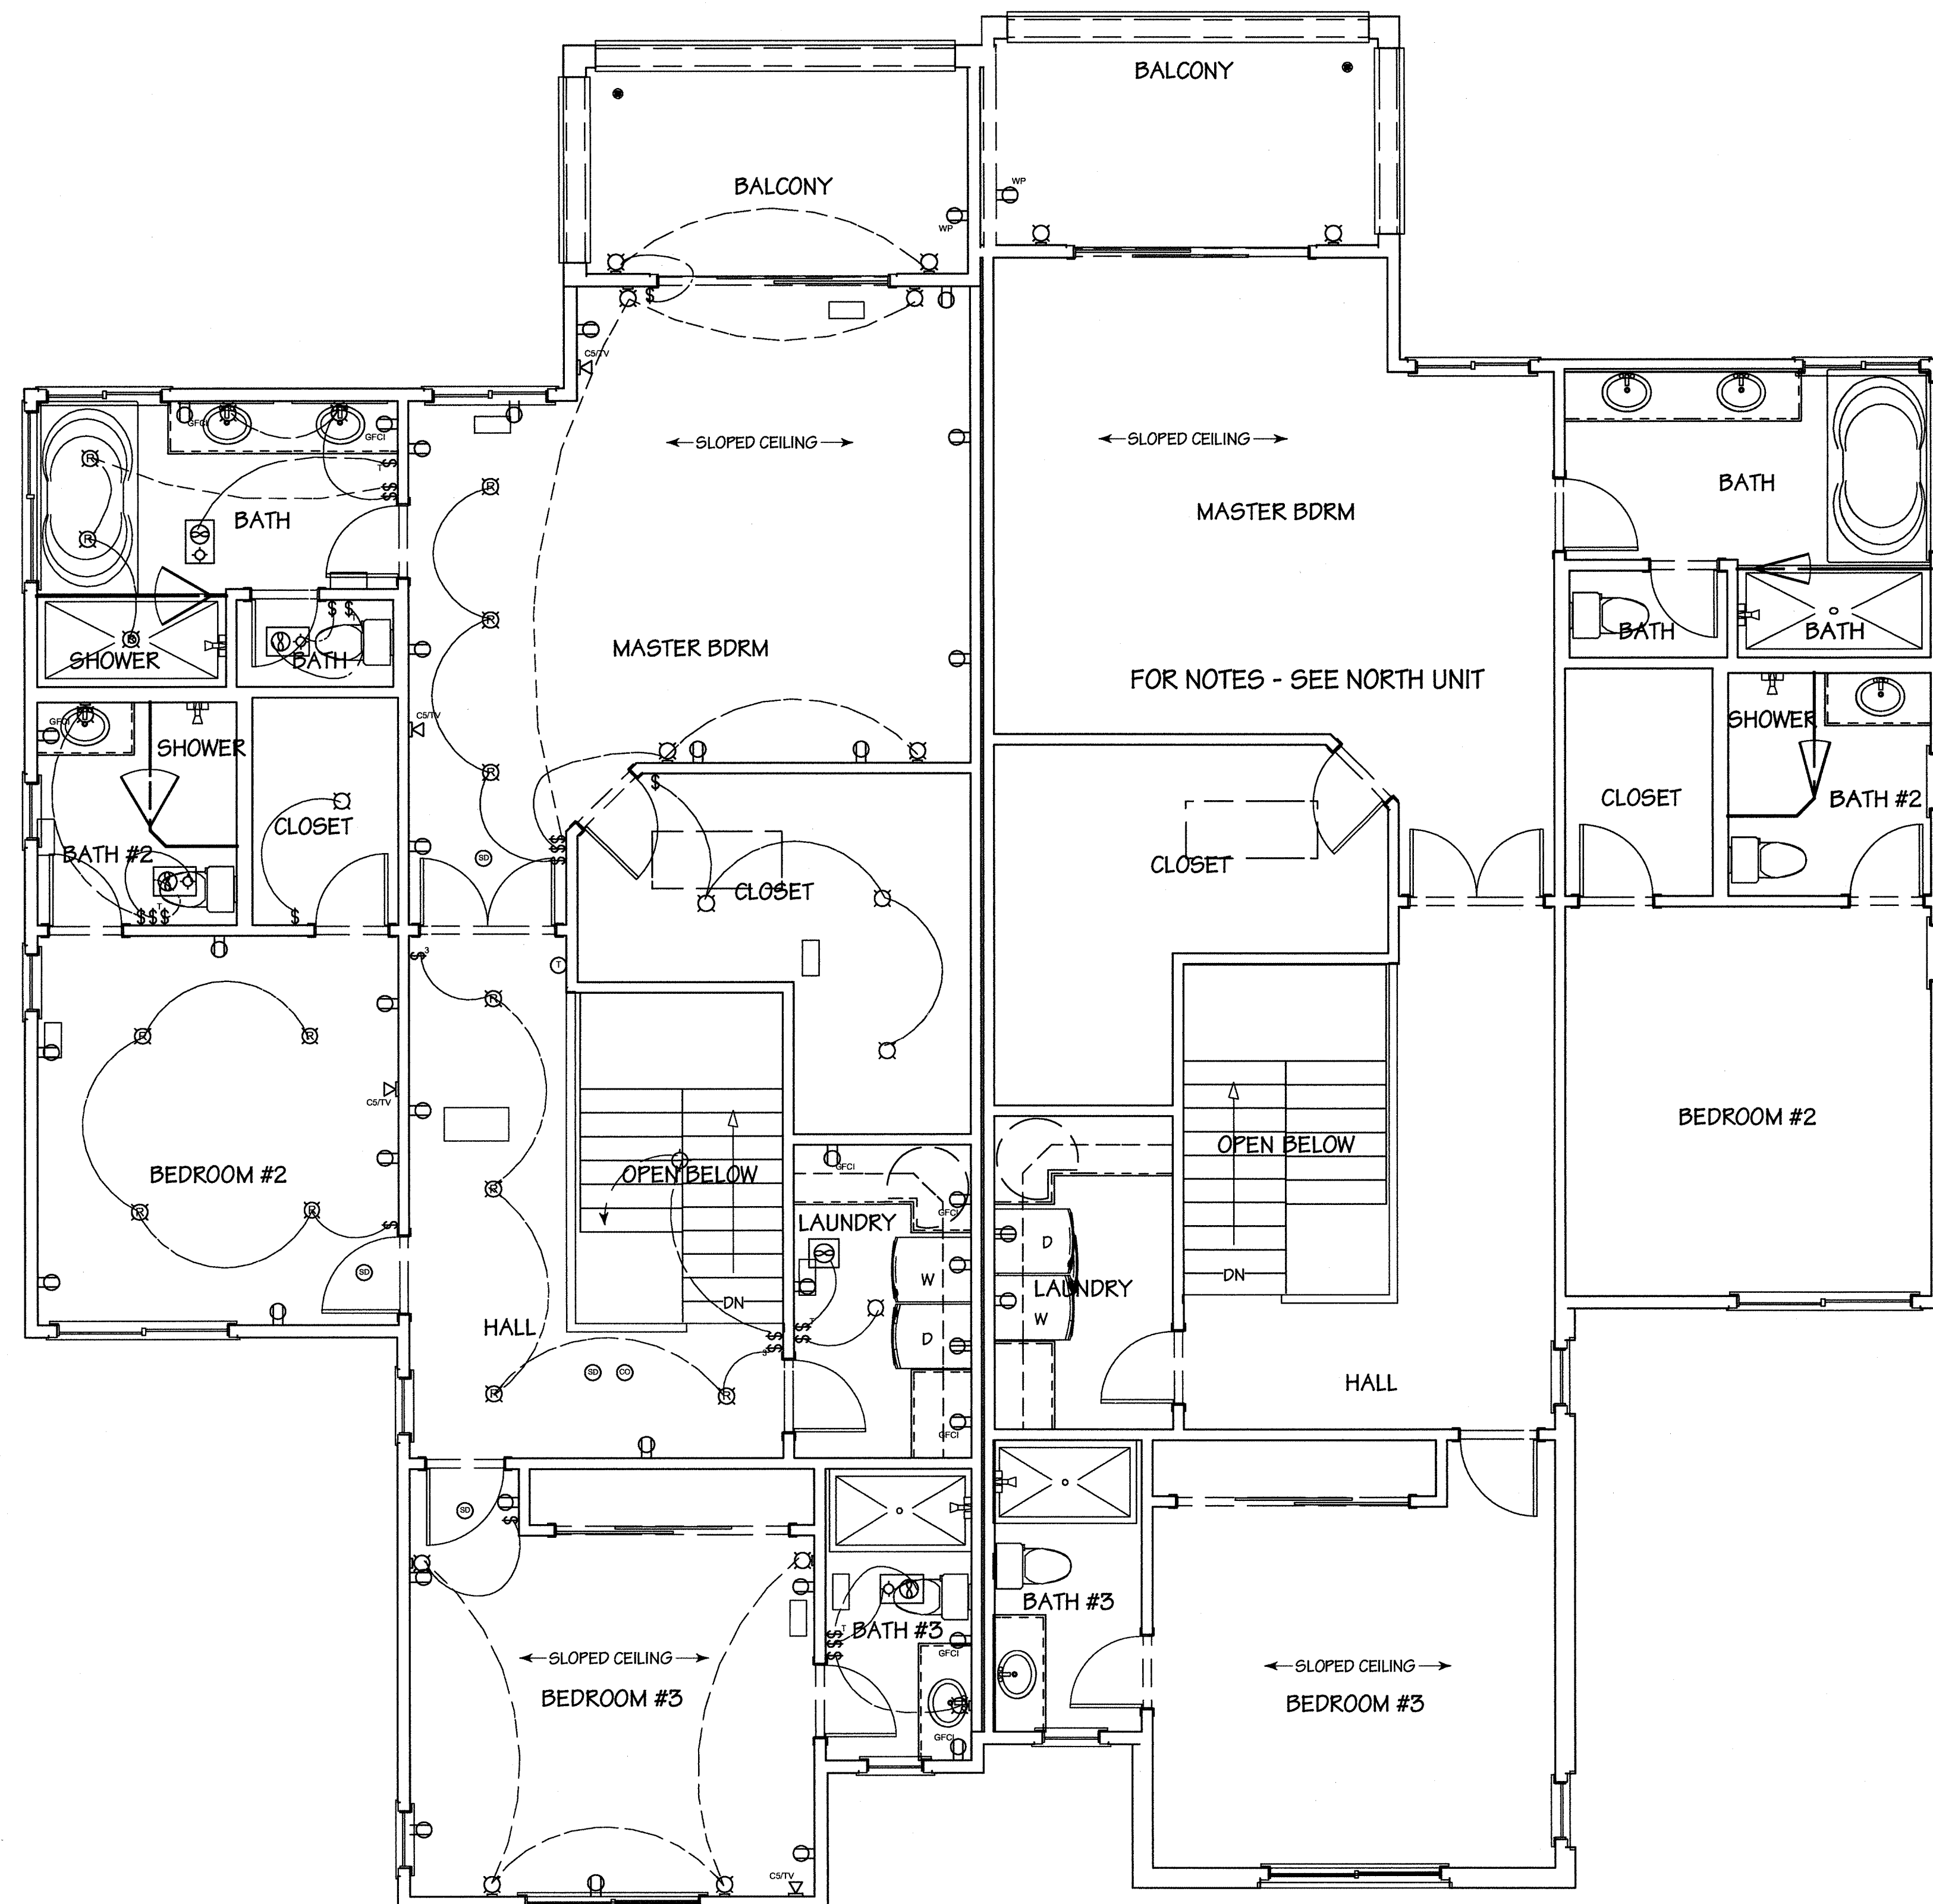 BALCONY
WP
BALCONY
WP
C5/TV
GFCI
GFCI
SLOPED CEILING
SLOPED CEILING
$
$
T
$
$
R
R
R
BATH
MASTER BDRM
BATH
R
R
R
$ $
T
SHOWER
BATH
MASTER BDRM
BATH
BATH
FOR NOTES - SEE NORTH UNIT
GFCI
C5/TV
SHOWER
SHOWER
R
$
CLOSET
CLOSET
BATH #2
BATH #2
SD
$
$
$
CLOSET
CLOSET
T
$ $ $
$
$ 3
T
R
R
R
C5/TV
BEDROOM #2
BEDROOM #2
OPEN BELOW
OPEN BELOW
GFCI
R
R
R
$
GFCI
LAUNDRY
D
SD
W
DN
LAUNDRY
DN
W
HALL
D
$
$
3
T
$
$
SD
CO
R
R
HALL
GFCI
SD
$
BATH #3
BATH #3
T
$
$
$
GFCI
SLOPED CEILING
SLOPED CEILING
BEDROOM #3
BEDROOM #3
GFCI
C5/TV